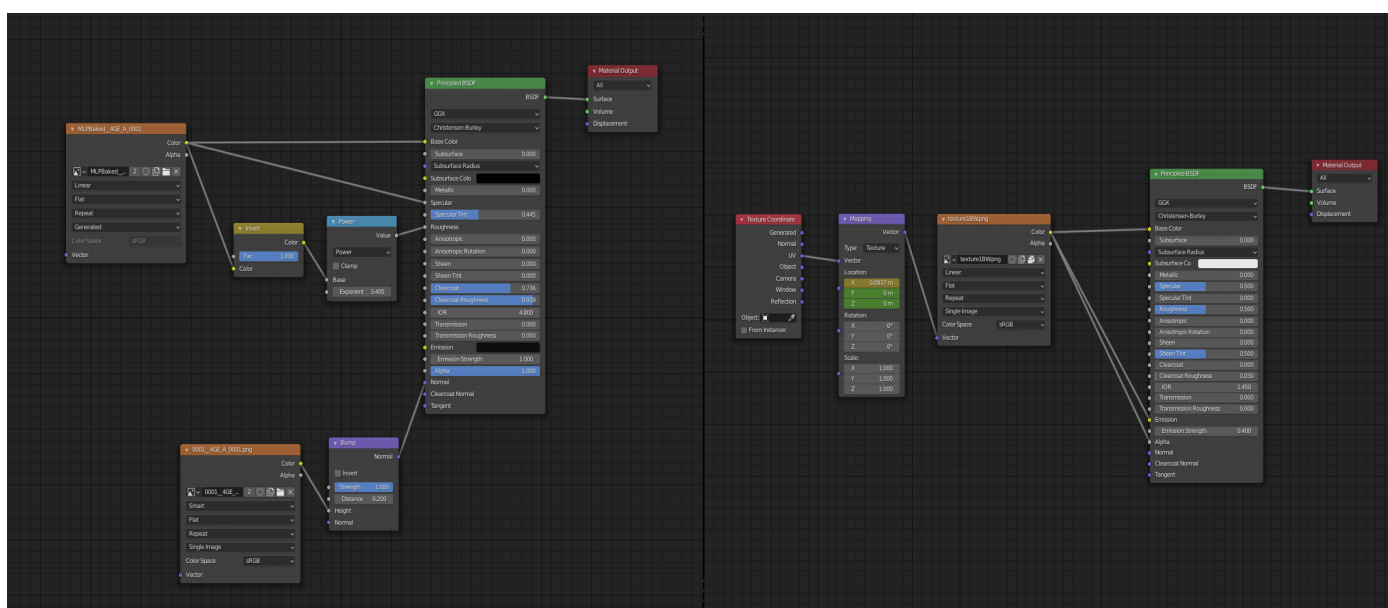 MLPBaked__4GE_A_0001
Color
Alpha
MLPBaked_... 2
Linear
Flat
Repeat
Generated
Color Space sRGB
Vector
Invert
Color
Fac 1.000
Color
Power
Value
Power
Clamp
Base
Exponent 3.400
0001__4GE_A_0001.png
Color
Alpha
0001__4GE_... 2
Smart
Flat
Repeat
Single Image
Color Space sRGB
Vector
Bump
Normal
Invert
Strength 1.000
Distance 0.200
Height
Normal
Principled BSDF
BSDF
GGX
Christensen-Burley
Base Color
Subsurface 0.000
Subsurface Radius
Subsurface Colo
Metallic 0.000
Specular
Specular Tint 0.445
Roughness
Anisotropic 0.000
Anisotropic Rotation 0.000
Sheen 0.000
Sheen Tint 0.000
Clearcoat 0.736
Clearcoat Roughness 0.939
IOR 4.800
Transmission 0.000
Transmission Roughness 0.000
Emission
Emission Strength 1.000
Alpha 1.000
Normal
Clearcoat Normal
Tangent
Material Output
All
Surface
Volume
Displacement
Texture Coordinate
Generated
Normal
UV
Object
Camera
Window
Reflection
Object:
From Instancer
Mapping
Vector
Type: Texture
Vector
Location:
X 0.0937 m
Y 0 m
Z 0 m
Rotation:
X 0°
Y 0°
Z 0°
Scale:
X 1.000
Y 1.000
Z 1.000
texture1BW.png
Color
Alpha
texture1BW.png
Linear
Flat
Repeat
Single Image
Color Space sRGB
Vector
Principled BSDF
BSDF
GGX
Christensen-Burley
Base Color
Subsurface 0.000
Subsurface Radius
Subsurface Co
Metallic 0.000
Specular 0.500
Specular Tint 0.000
Roughness 0.500
Anisotropic 0.000
Anisotropic Rotation 0.000
Sheen 0.000
Sheen Tint 0.500
Clearcoat 0.000
Clearcoat Roughness 0.030
IOR 1.450
Transmission 0.000
Transmission Roughness 0.000
Emission
Emission Strength 0.400
Alpha
Normal
Clearcoat Normal
Tangent
Material Output
All
Surface
Volume
Displacement